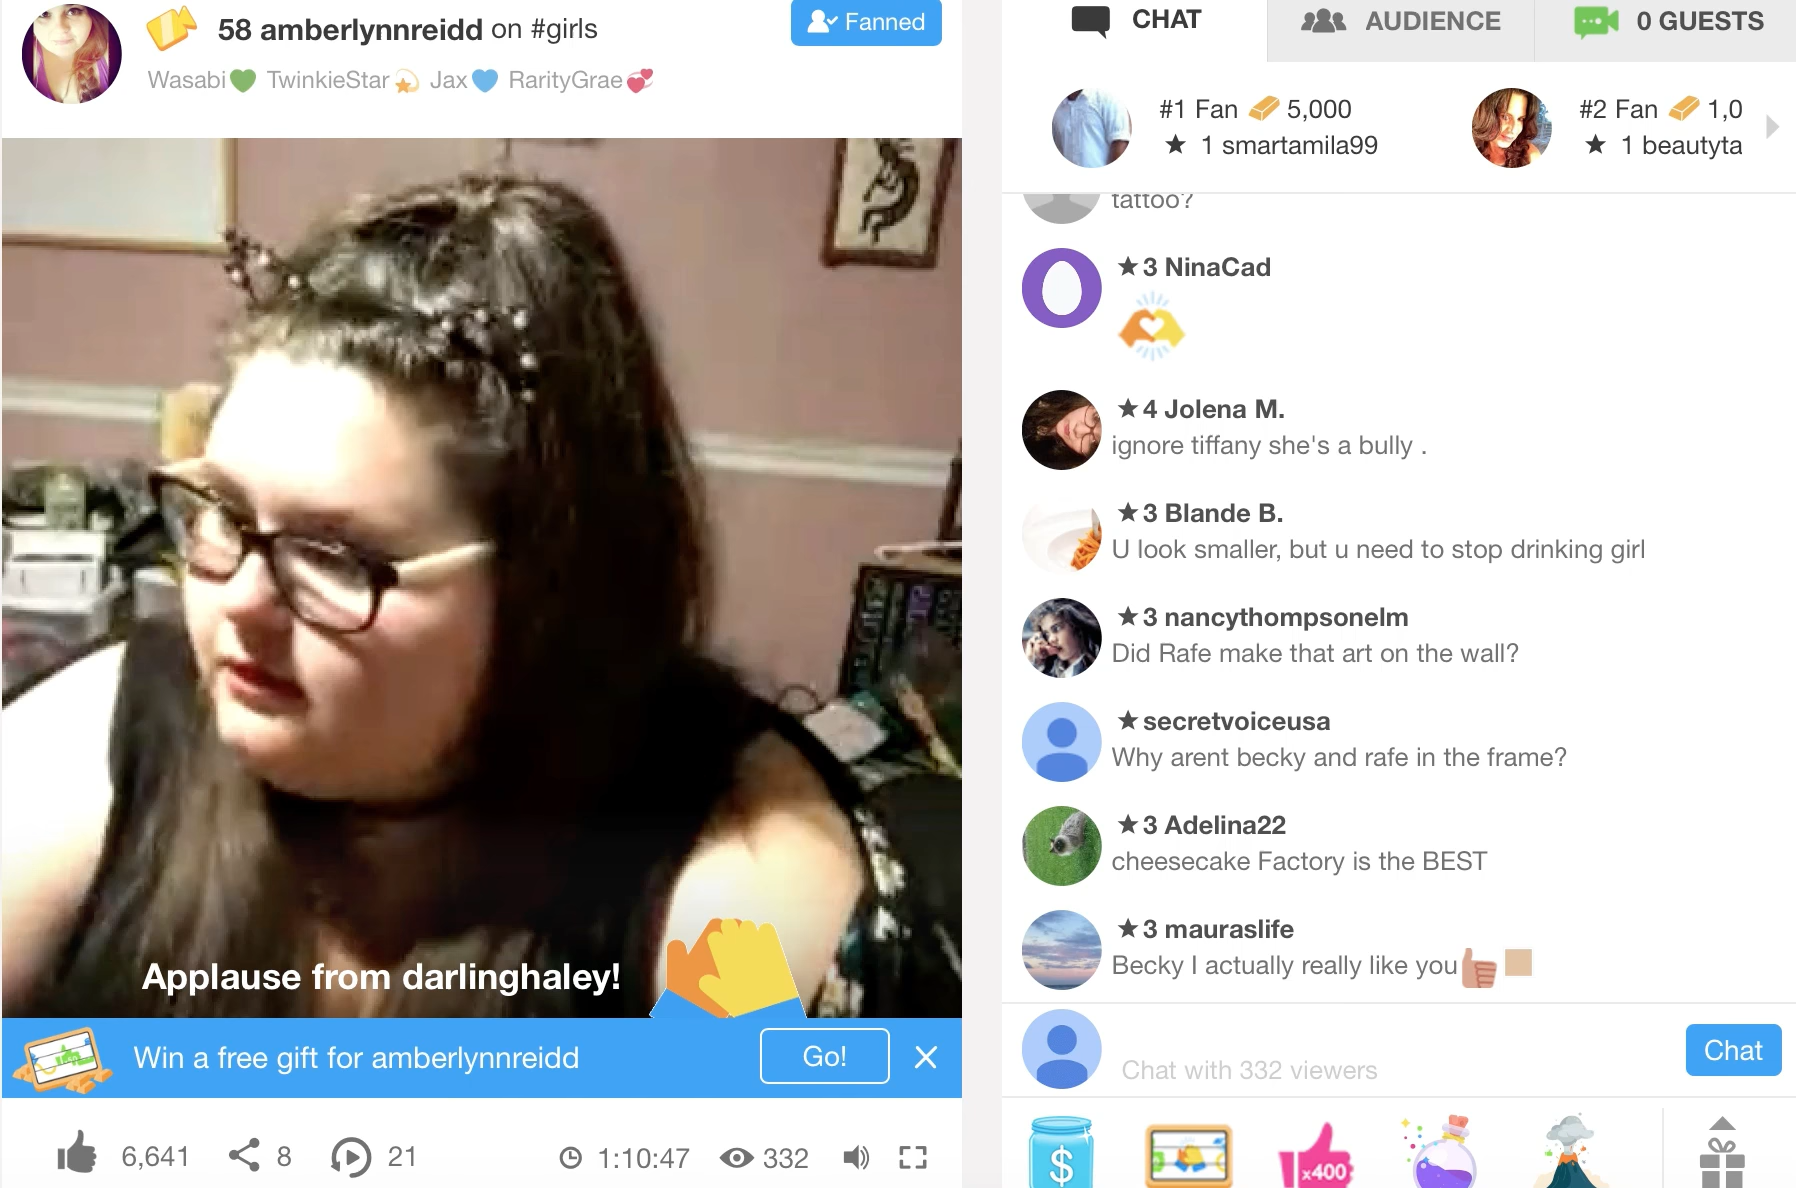 58 amberlynnreidd on #girls
Wasabi💚 TwinkieStar💫 Jax💙 RarityGrae💞
Fanned
Applause from darlinghaley!
Win a free gift for amberlynnreidd
Go!
6,641
8
21
1:10:47
332
CHAT
AUDIENCE
0 GUESTS
#1 Fan 5,000
★ 1 smartamila99
#2 Fan 1,0
★ 1 beautyta
tattoo?
★3 NinaCad
★4 Jolena M.
ignore tiffany she's a bully .
★3 Blande B.
U look smaller, but u need to stop drinking girl
★3 nancythompsonelm
Did Rafe make that art on the wall?
★secretvoiceusa
Why arent becky and rafe in the frame?
★3 Adelina22
cheesecake Factory is the BEST
★3 mauraslife
Becky I actually really like you👍🏼
Chat with 332 viewers
Chat
$
x400